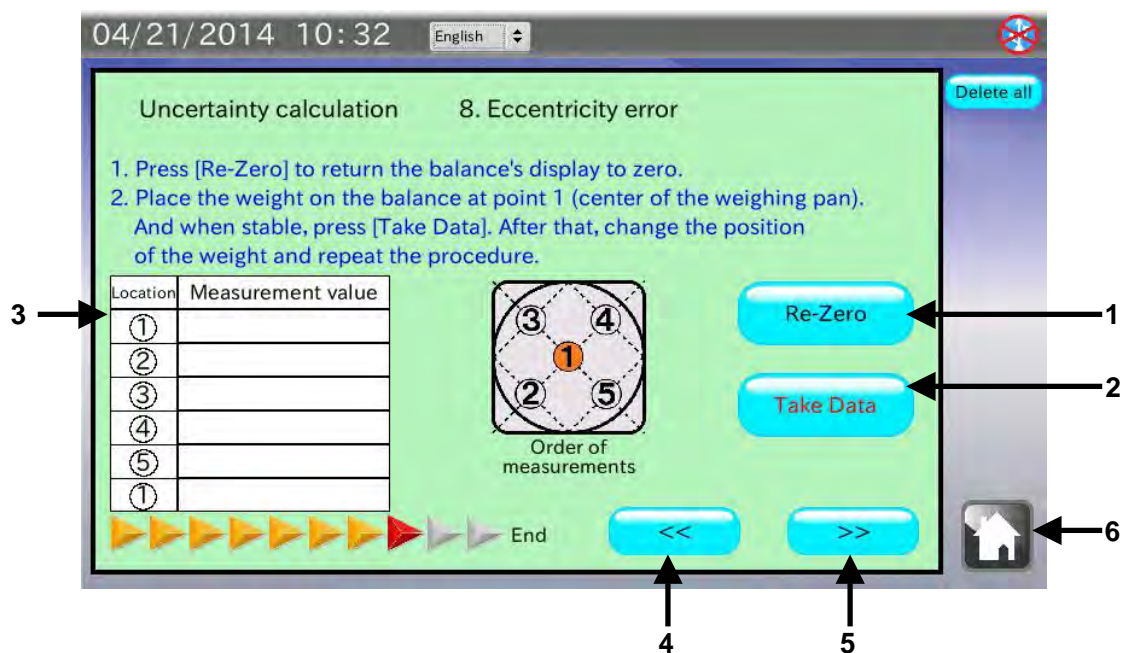 04/21/2014 10:32 English
Delete all
Uncertainty calculation 8. Eccentricity error
1. Press [Re-Zero] to return the balance's display to zero.
2. Place the weight on the balance at point 1 (center of the weighing pan).
And when stable, press [Take Data]. After that, change the position
of the weight and repeat the procedure.
Location Measurement value
①
②
③
④
⑤
①
3 4
1
2 5
Order of
measurements
Re-Zero
Take Data
End
<<
>>
3
1
2
6
4
5